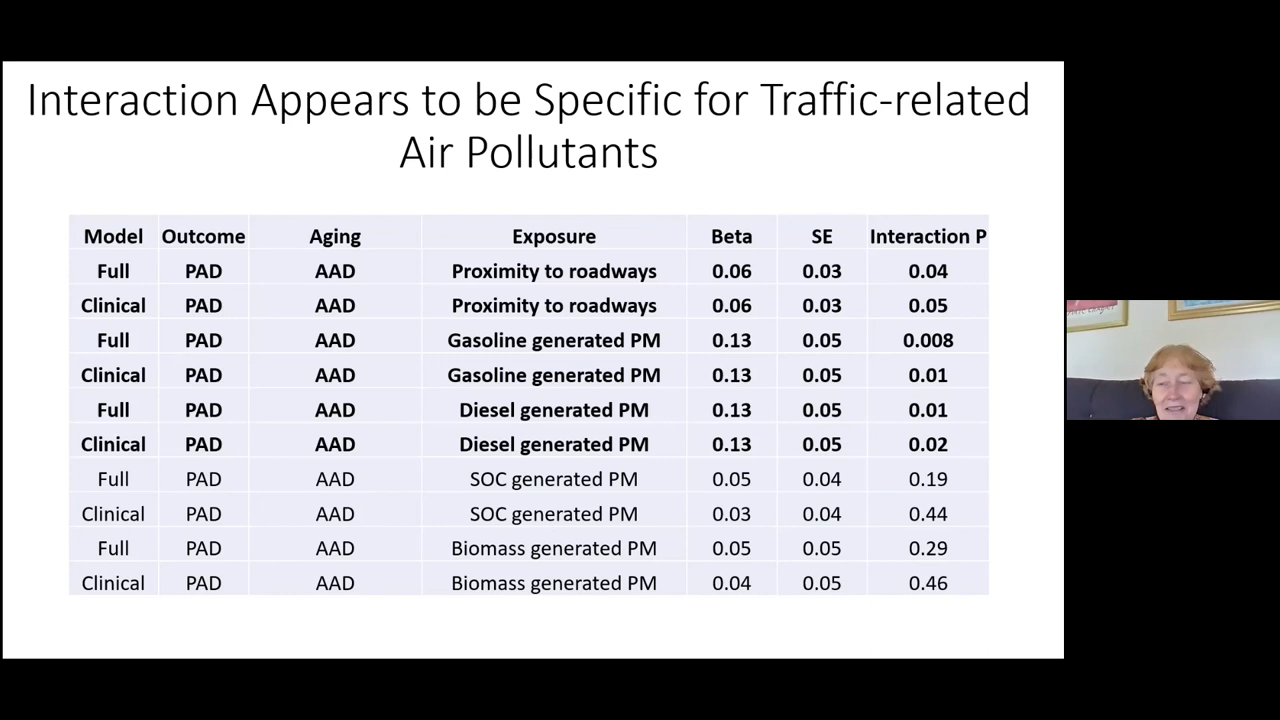 Interaction Appears to be Specific for Traffic-related
Air Pollutants
Model Outcome Aging Exposure Beta SE Interaction P
Full PAD AAD Proximity to roadways 0.06 0.03 0.04
Clinical PAD AAD Proximity to roadways 0.06 0.03 0.05
Full PAD AAD Gasoline generated PM 0.13 0.05 0.008
Clinical PAD AAD Gasoline generated PM 0.13 0.05 0.01
Full PAD AAD Diesel generated PM 0.13 0.05 0.01
Clinical PAD AAD Diesel generated PM 0.13 0.05 0.02
Full PAD AAD SOC generated PM 0.05 0.04 0.19
Clinical PAD AAD SOC generated PM 0.03 0.04 0.44
Full PAD AAD Biomass generated PM 0.05 0.05 0.29
Clinical PAD AAD Biomass generated PM 0.04 0.05 0.46